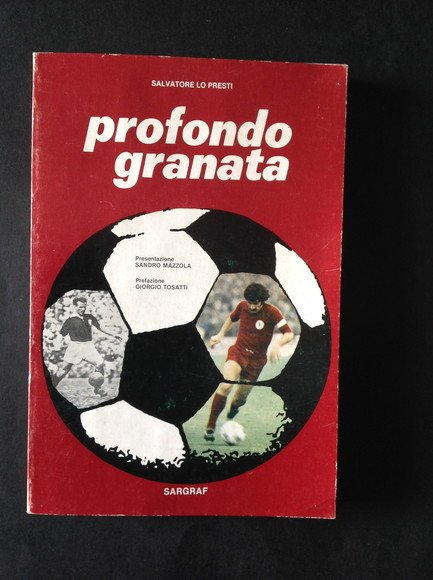 SALVATORE LO PRESTI
profondo
granata
Presentazione
SANDRO MAZZOLA
Prefazione
GIORGIO TOSATTI
SARGRAF